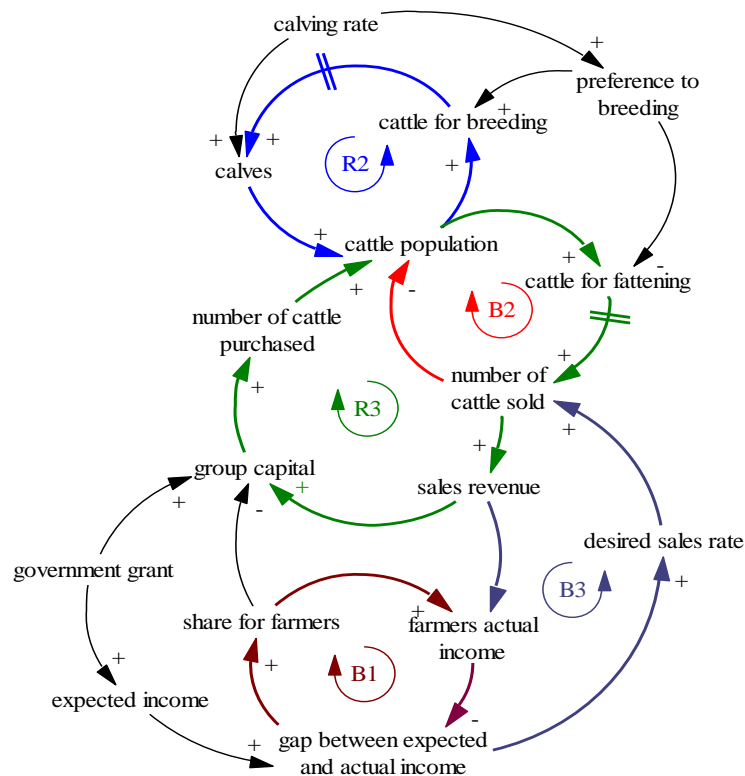 calving rate
+
preference to
breeding
+
cattle for breeding
+
+
calves
R2
+
+
cattle population
+
-
cattle for fattening
+
-
B2
number of cattle
purchased
+
number of
cattle sold
+
R3
+
+
group capital
+
sales revenue
+
-
desired sales rate
government grant
B3
+
share for farmers
+
farmers actual
income
+
B1
+
expected income
-
+
gap between expected
and actual income